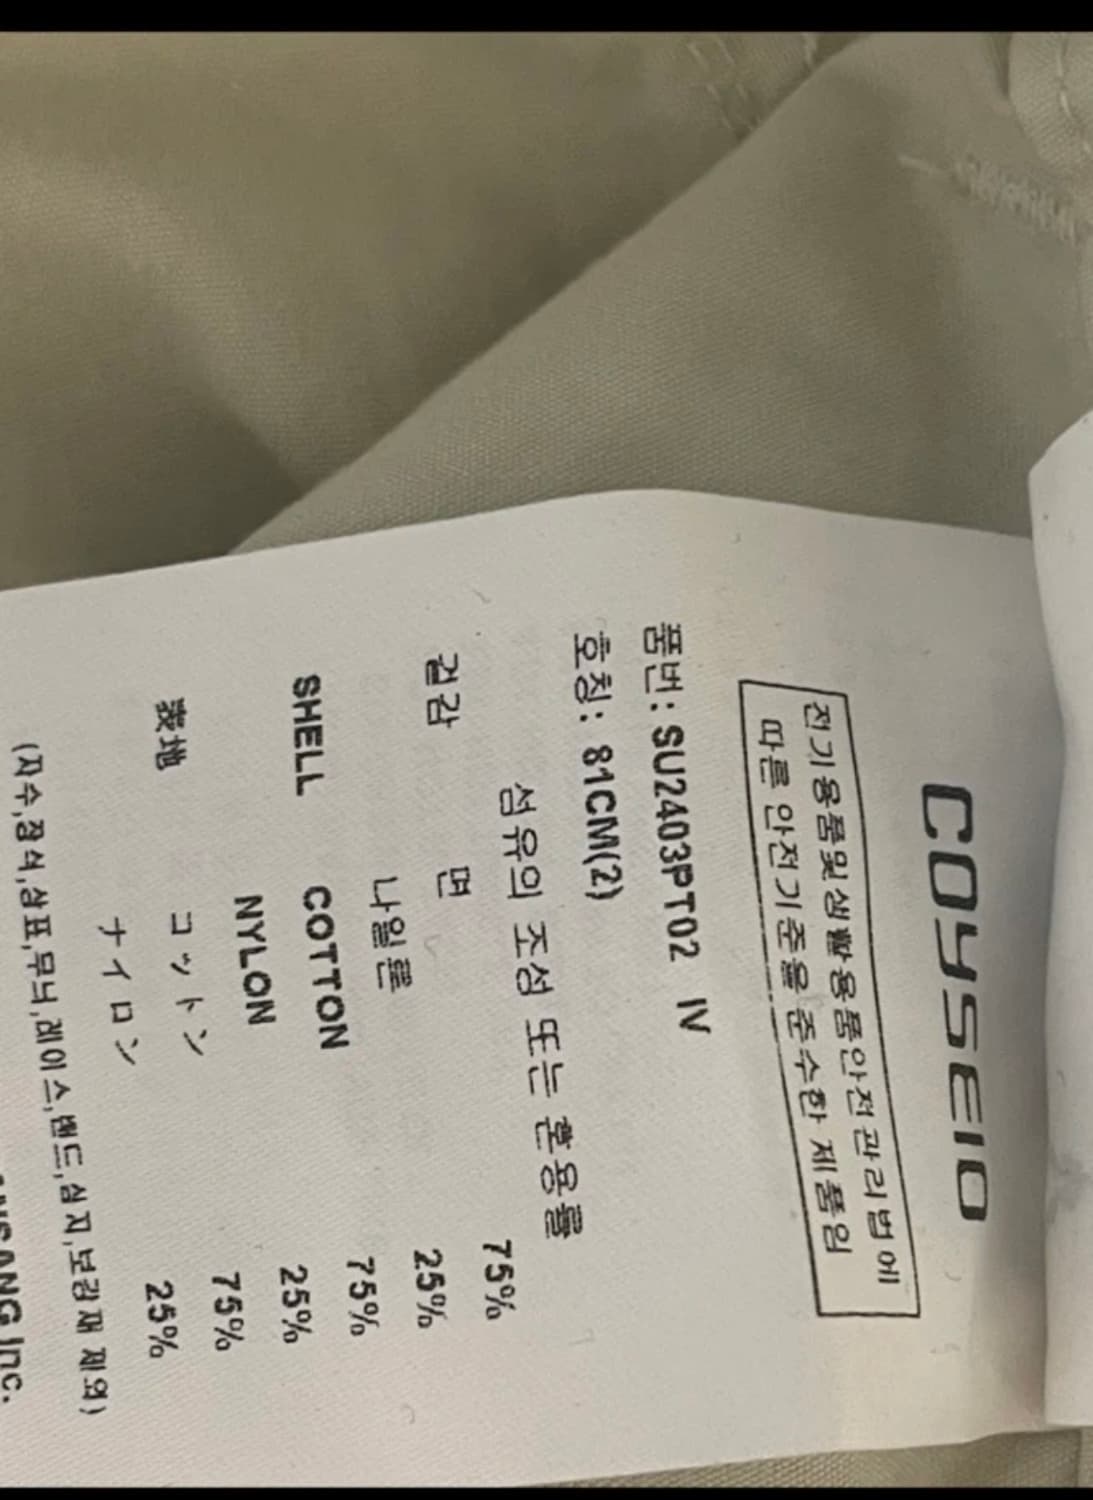 COYSEIO
전기용품및생활용품안전관리법에
따른 안전기준을 준수한 제품임
품번: SU2403PT02 IV
호칭: 81CM(2)
섬유의 조성 또는 혼용률
겉감 면 75%
나일론 25%
SHELL COTTON 75%
NYLON 25%
表地 コットン 75%
ナイロン 25%
(자수,장식,상표,무늬,레이스,밴드,심지,보강재 제외)
Inc.